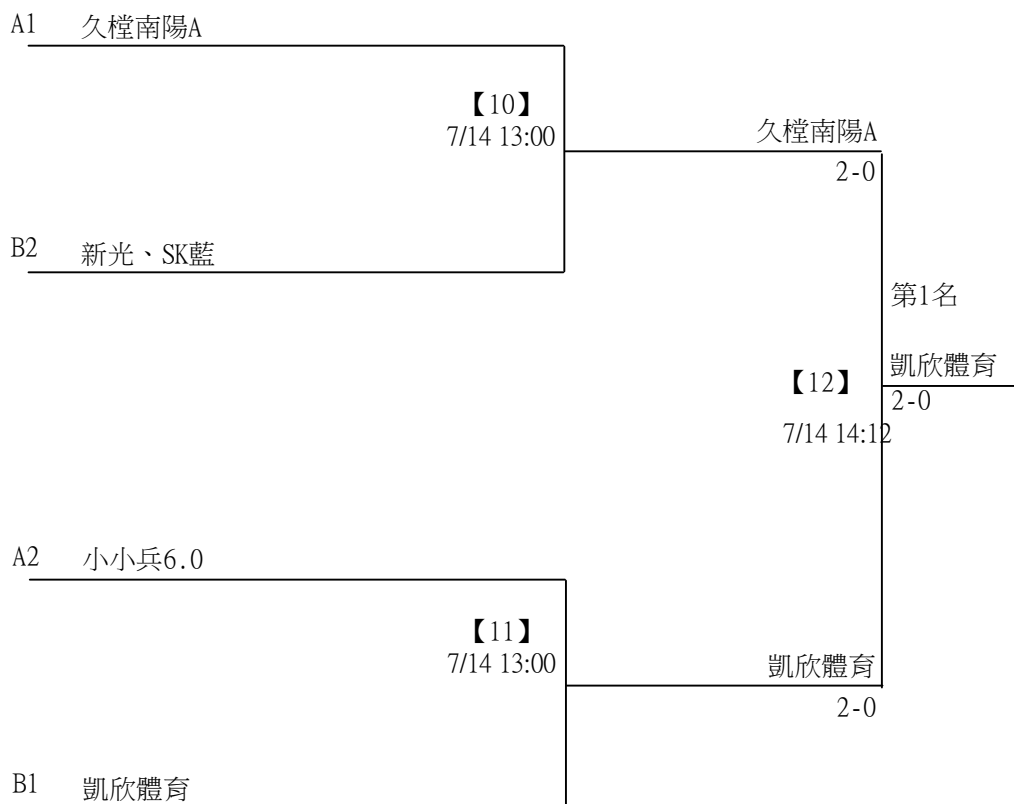 A1 久樘南陽A
【10】
7/14 13:00
久樘南陽A
2-0
B2 新光、SK藍
第1名
凱欣體育
【12】
2-0
7/14 14:12
A2 小小兵6.0
【11】
7/14 13:00
凱欣體育
2-0
B1 凱欣體育